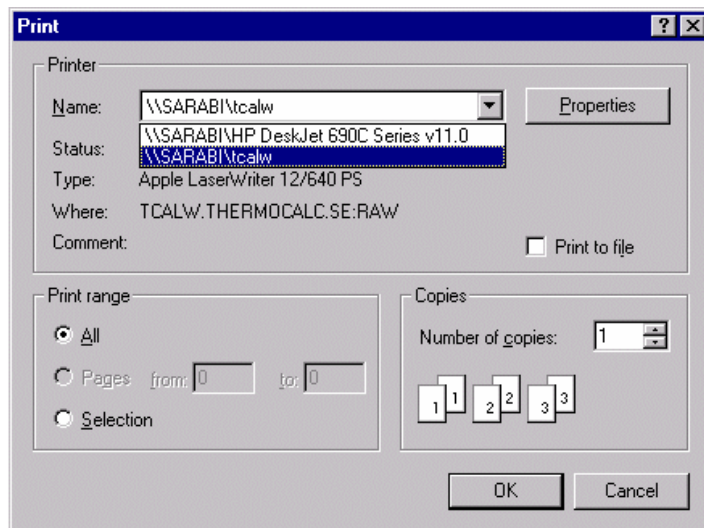 Print
Printer
Name: \\SARABI\tcalw Properties
\\SARABI\HP DeskJet 690C Series v11.0
Status: \\SARABI\tcalw
Type: Apple LaserWriter 12/640 PS
Where: TCALW.THERMOCALC.SE:RAW
Comment: Print to file
Print range
All
Pages from: 0 to: 0
Selection
Copies
Number of copies: 1
1 1 2 2 3 3
OK Cancel